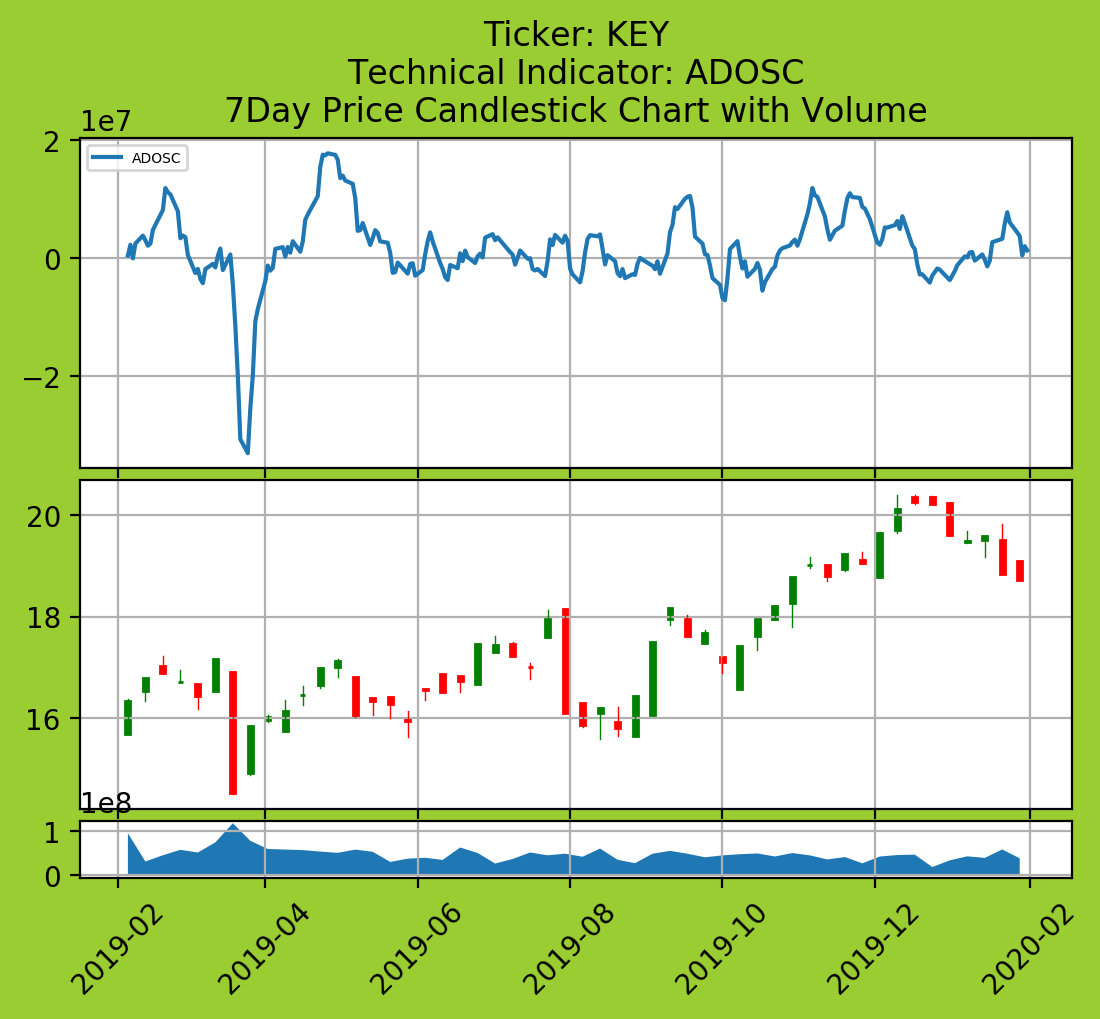 Ticker: KEY
Technical Indicator: ADOSC
7Day Price Candlestick Chart with Volume
1e7
ADOSC
2
0
−2
20
18
16
1e8
1
0
2019-02
2019-04
2019-06
2019-08
2019-10
2019-12
2020-02